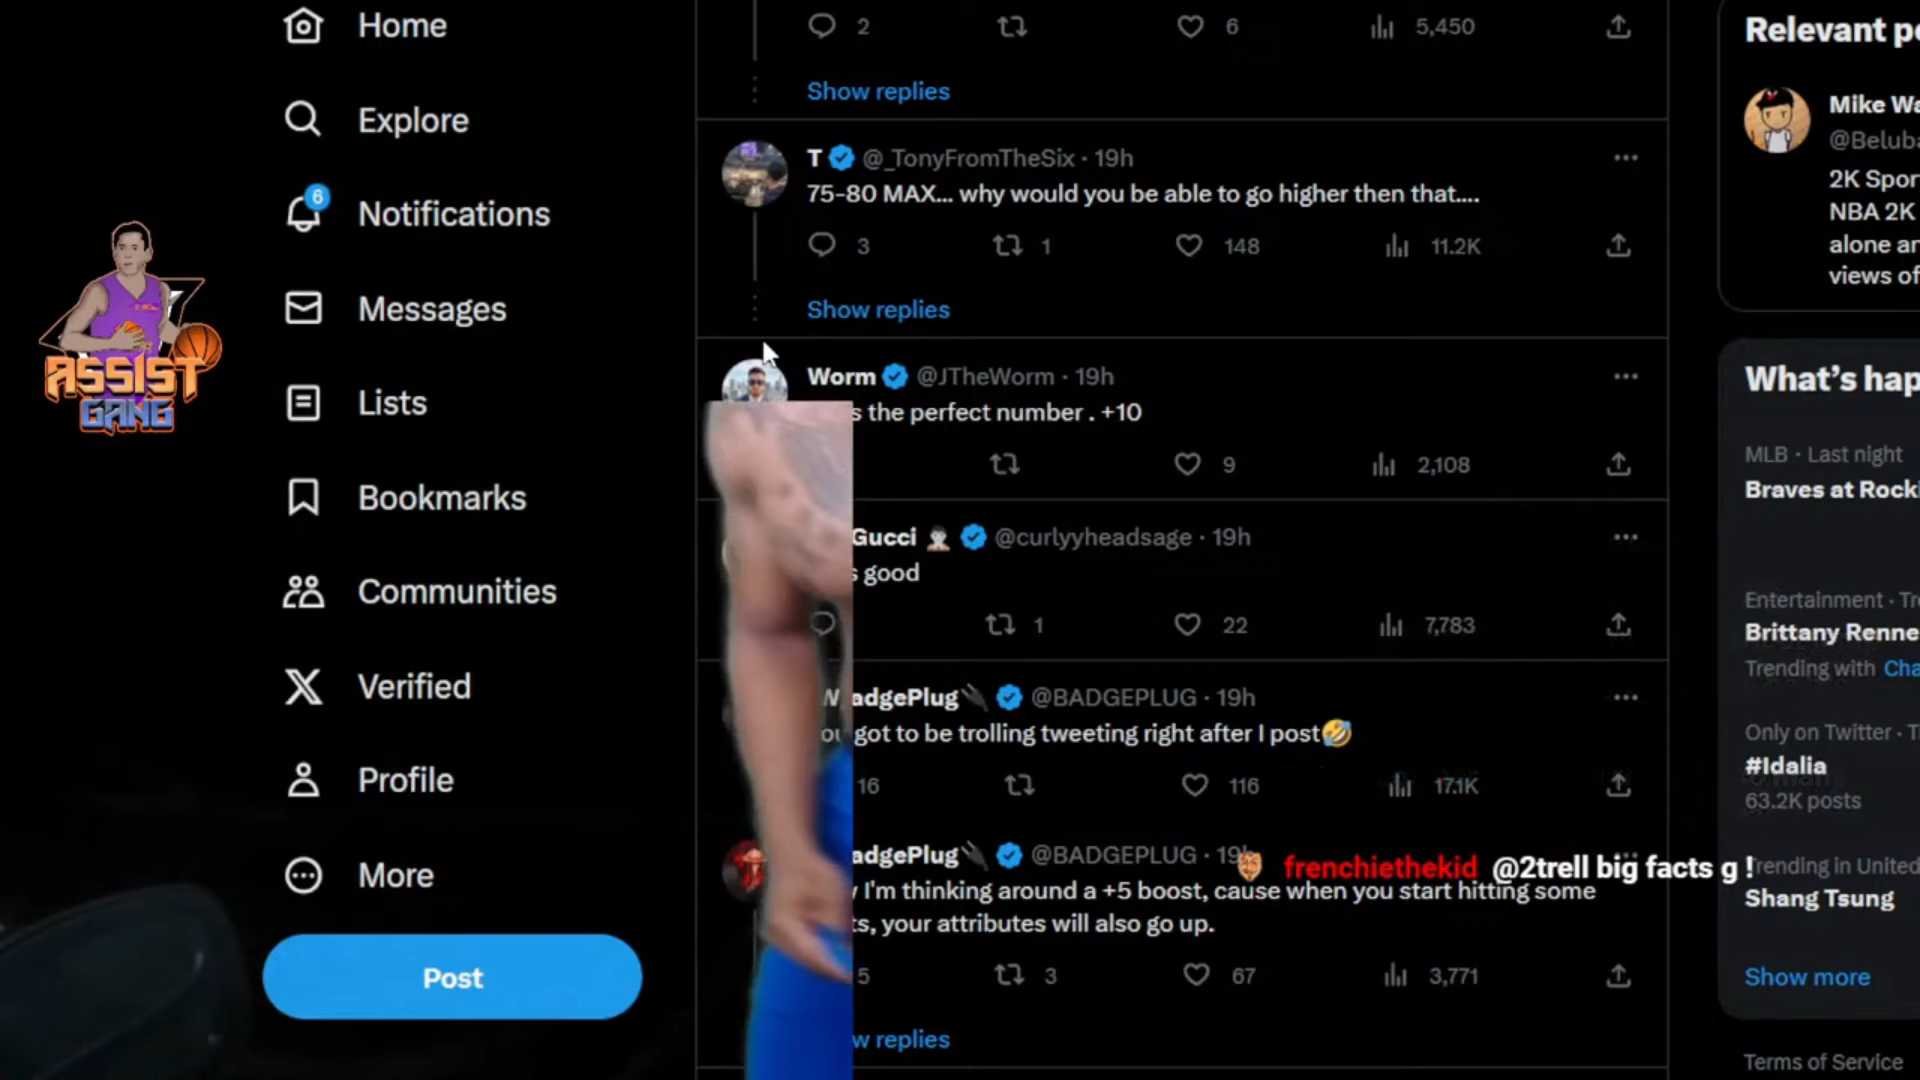 Home
Explore
6
Notifications
Messages
Lists
Bookmarks
Communities
Verified
Profile
More
Post
ASSIST
GANG
2 6 5,450
Show replies
T @_TonyFromTheSix · 19h
75-80 MAX... why would you be able to go higher then that....
3 1 148 11.2K
Show replies
Worm @JTheWorm · 19h
s the perfect number . +10
9 2,108
Gucci @curlyyheadsage · 19h
s good
1 22 7,783
adgePlug @BADGEPLUG · 19h
got to be trolling tweeting right after I post🤣
16 116 17.1K
adgePlug @BADGEPLUG · 19h
I'm thinking around a +5 boost, cause when you start hitting some
ts, your attributes will also go up.
5 3 67 3,771
w replies
frenchiethekid @2trell big facts g !
Relevant pe
Mike Wa
@Beluba
2K Spor
NBA 2K
alone an
views of
What's hap
MLB · Last night
Braves at Rocki
Entertainment · Tre
Brittany Renne
Trending with Cha
Only on Twitter · T
#Idalia
63.2K posts
Trending in United
Shang Tsung
Show more
Terms of Service